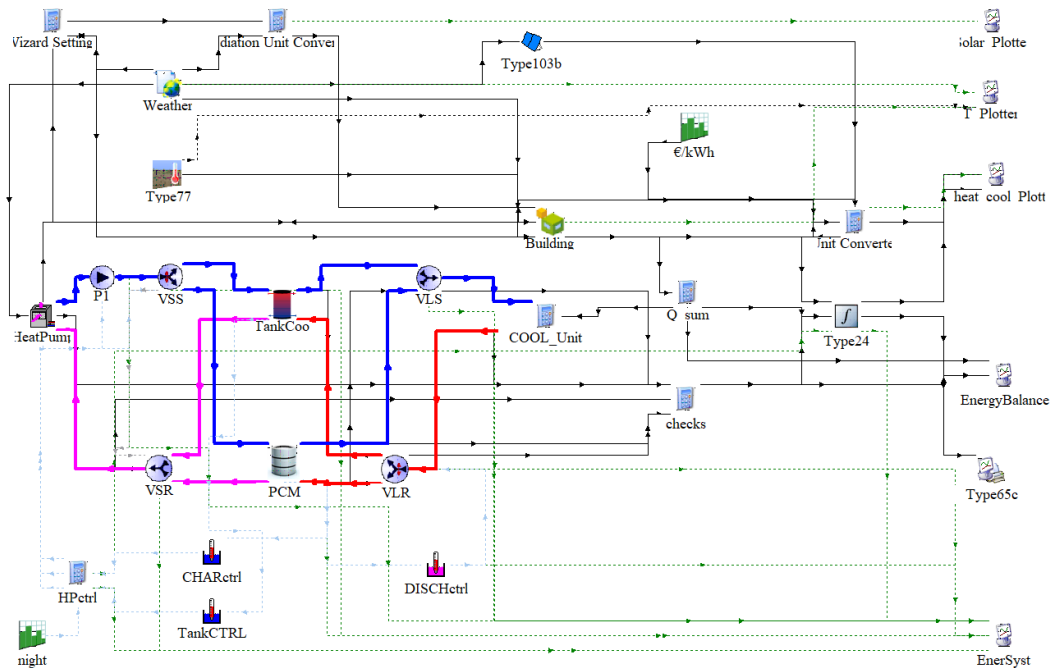 Wizard Setting
diation Unit Conver
Solar Plotte
Type103b
Weather
T Plotter
€/kWh
Type77
heat cool Plott
Building
Unit Converte
P1
VSS
VLS
HeatPump
TankCoo
COOL_Unit
Q sum
Type24
EnergyBalance
checks
VSR
PCM
VLR
Type65c
CHARctrl
DISCHctrl
HPctrl
TankCTRL
night
EnerSyst